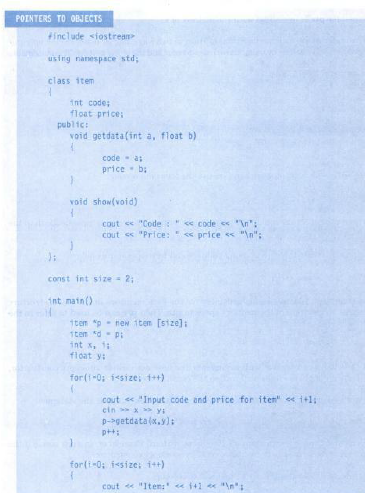 POINTERS TO OBJECTS
#include <iostream>
using namespace std;
class item
{
int code;
float price;
public:
void getdata(int a, float b)
{
code = a;
price = b;
}
void show(void)
{
cout << "Code : " << code << "\n";
cout << "Price: " << price << "\n";
}
};
const int size = 2;
int main()
{
item *p = new item [size];
item *d = p;
int x, i;
float y;
for(i=0; i<size; i++)
{
cout << "Input code and price for item" << i+1;
cin >> x >> y;
p->getdata(x,y);
p++;
}
for(i=0; i<size; i++)
{
cout << "Item:" << i+1 << "\n";